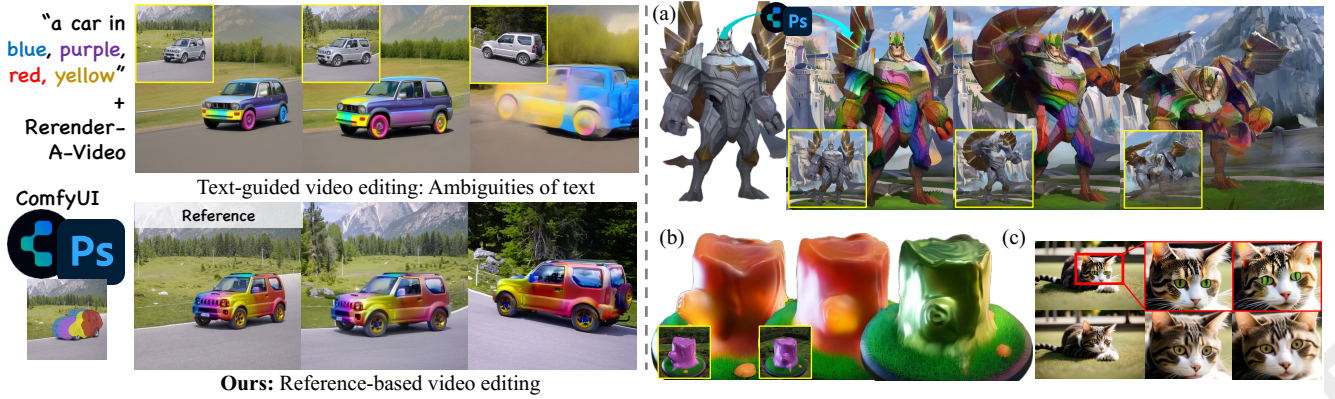 “a car in
blue, purple,
red, yellow”
+
Rerender-
A-Video
Text-guided video editing: Ambiguities of text
ComfyUI
Ps
Reference
Ours: Reference-based video editing
(a)
Ps
(b)
(c)